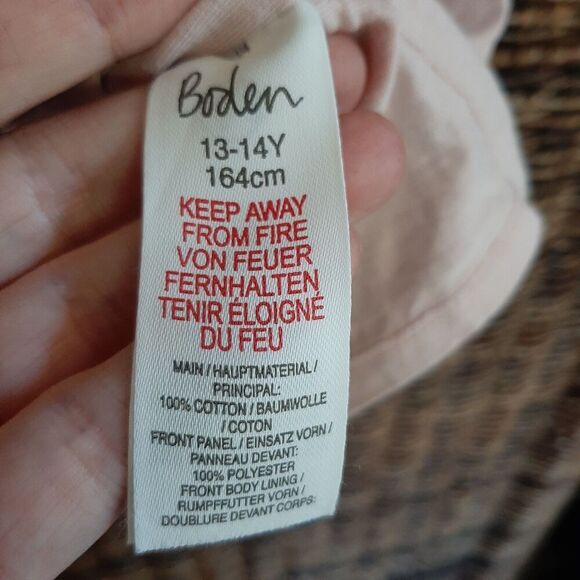 Boden
13-14Y
164cm
KEEP AWAY
FROM FIRE
VON FEUER
FERNHALTEN
TENIR ÉLOIGNÉ
DU FEU
MAIN / HAUPTMATERIAL /
PRINCIPAL:
100% COTTON / BAUMWOLLE
/ COTON
FRONT PANEL / EINSATZ VORN /
PANNEAU DEVANT:
100% POLYESTER
FRONT BODY LINING /
RUMPFFUTTER VORN /
DOUBLURE DEVANT CORPS: